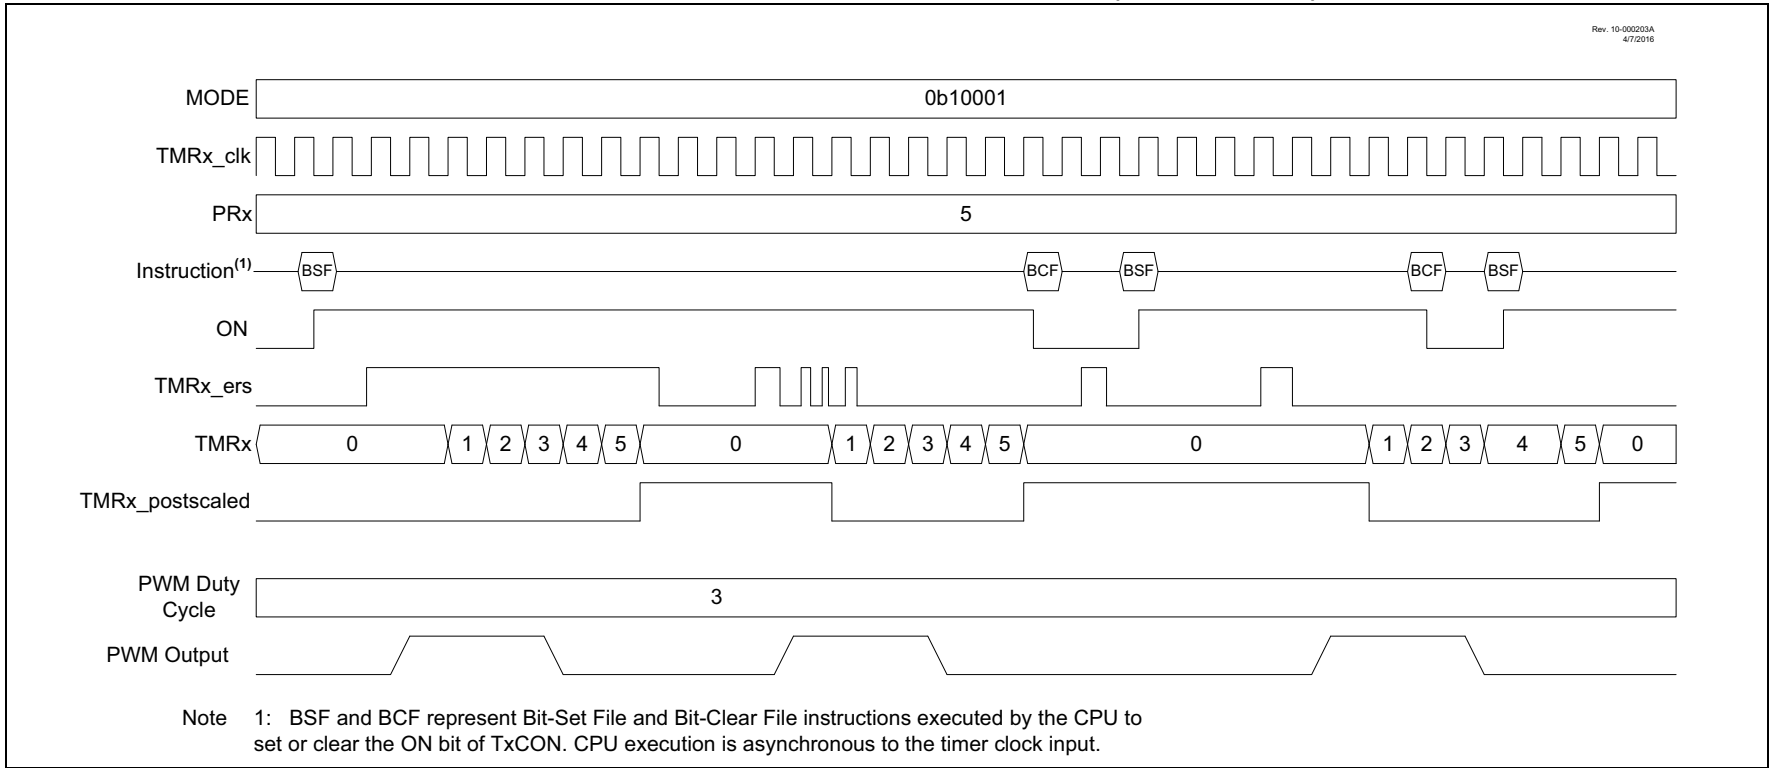 Rev. 10-000203A
4/7/2016
MODE 0b10001
TMRx_clk
PRx 5
Instruction(1) BSF BCF BSF BCF BSF
ON
TMRx_ers
TMRx 0 1 2 3 4 5 0 1 2 3 4 5 0 1 2 3 4 5 0
TMRx_postscaled
PWM Duty
Cycle 3
PWM Output
Note 1: BSF and BCF represent Bit-Set File and Bit-Clear File instructions executed by the CPU to
set or clear the ON bit of TxCON. CPU execution is asynchronous to the timer clock input.